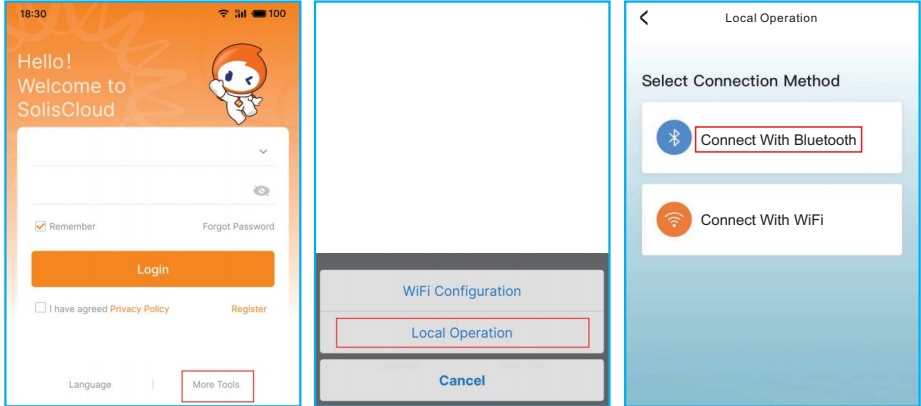 18:30
100
Hello!
Welcome to
SolisCloud
Remember
Forgot Password
Login
I have agreed Privacy Policy
Register
Language | More Tools
WiFi Configuration
Local Operation
Cancel
Local Operation
Select Connection Method
Connect With Bluetooth
Connect With WiFi